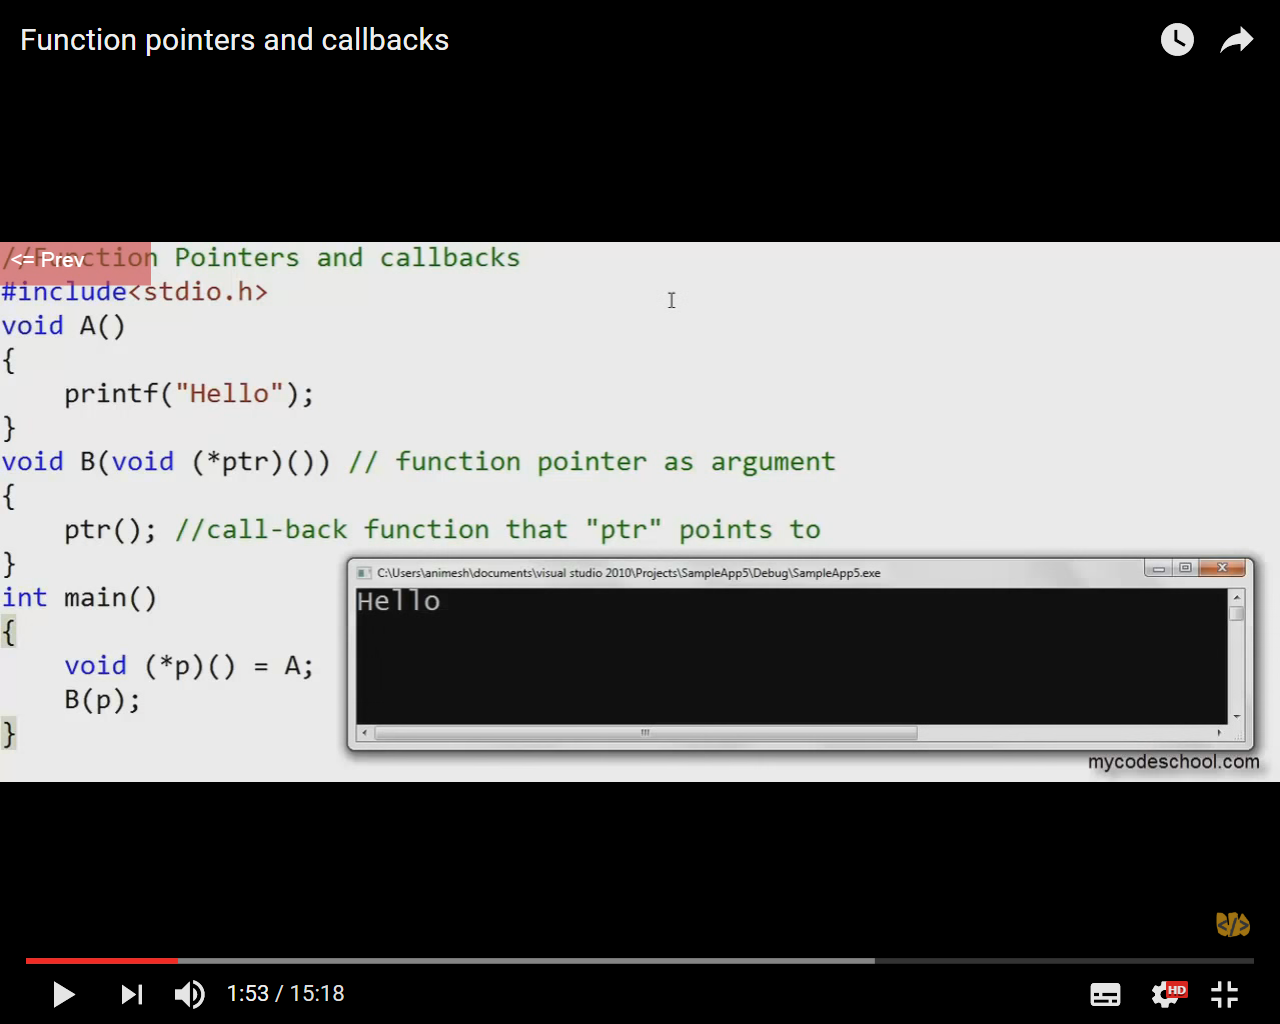 Function pointers and callbacks
//Function Pointers and callbacks
<= Prev
#include<stdio.h>
void A()
{
    printf("Hello");
}
void B(void (*ptr)()) // function pointer as argument
{
    ptr(); //call-back function that "ptr" points to
}
int main()
{
    void (*p)() = A;
    B(p);
}
C:\Users\animesh\documents\visual studio 2010\Projects\SampleApp5\Debug\SampleApp5.exe
Hello
mycodeschool.com
</>
1:53 / 15:18
HD